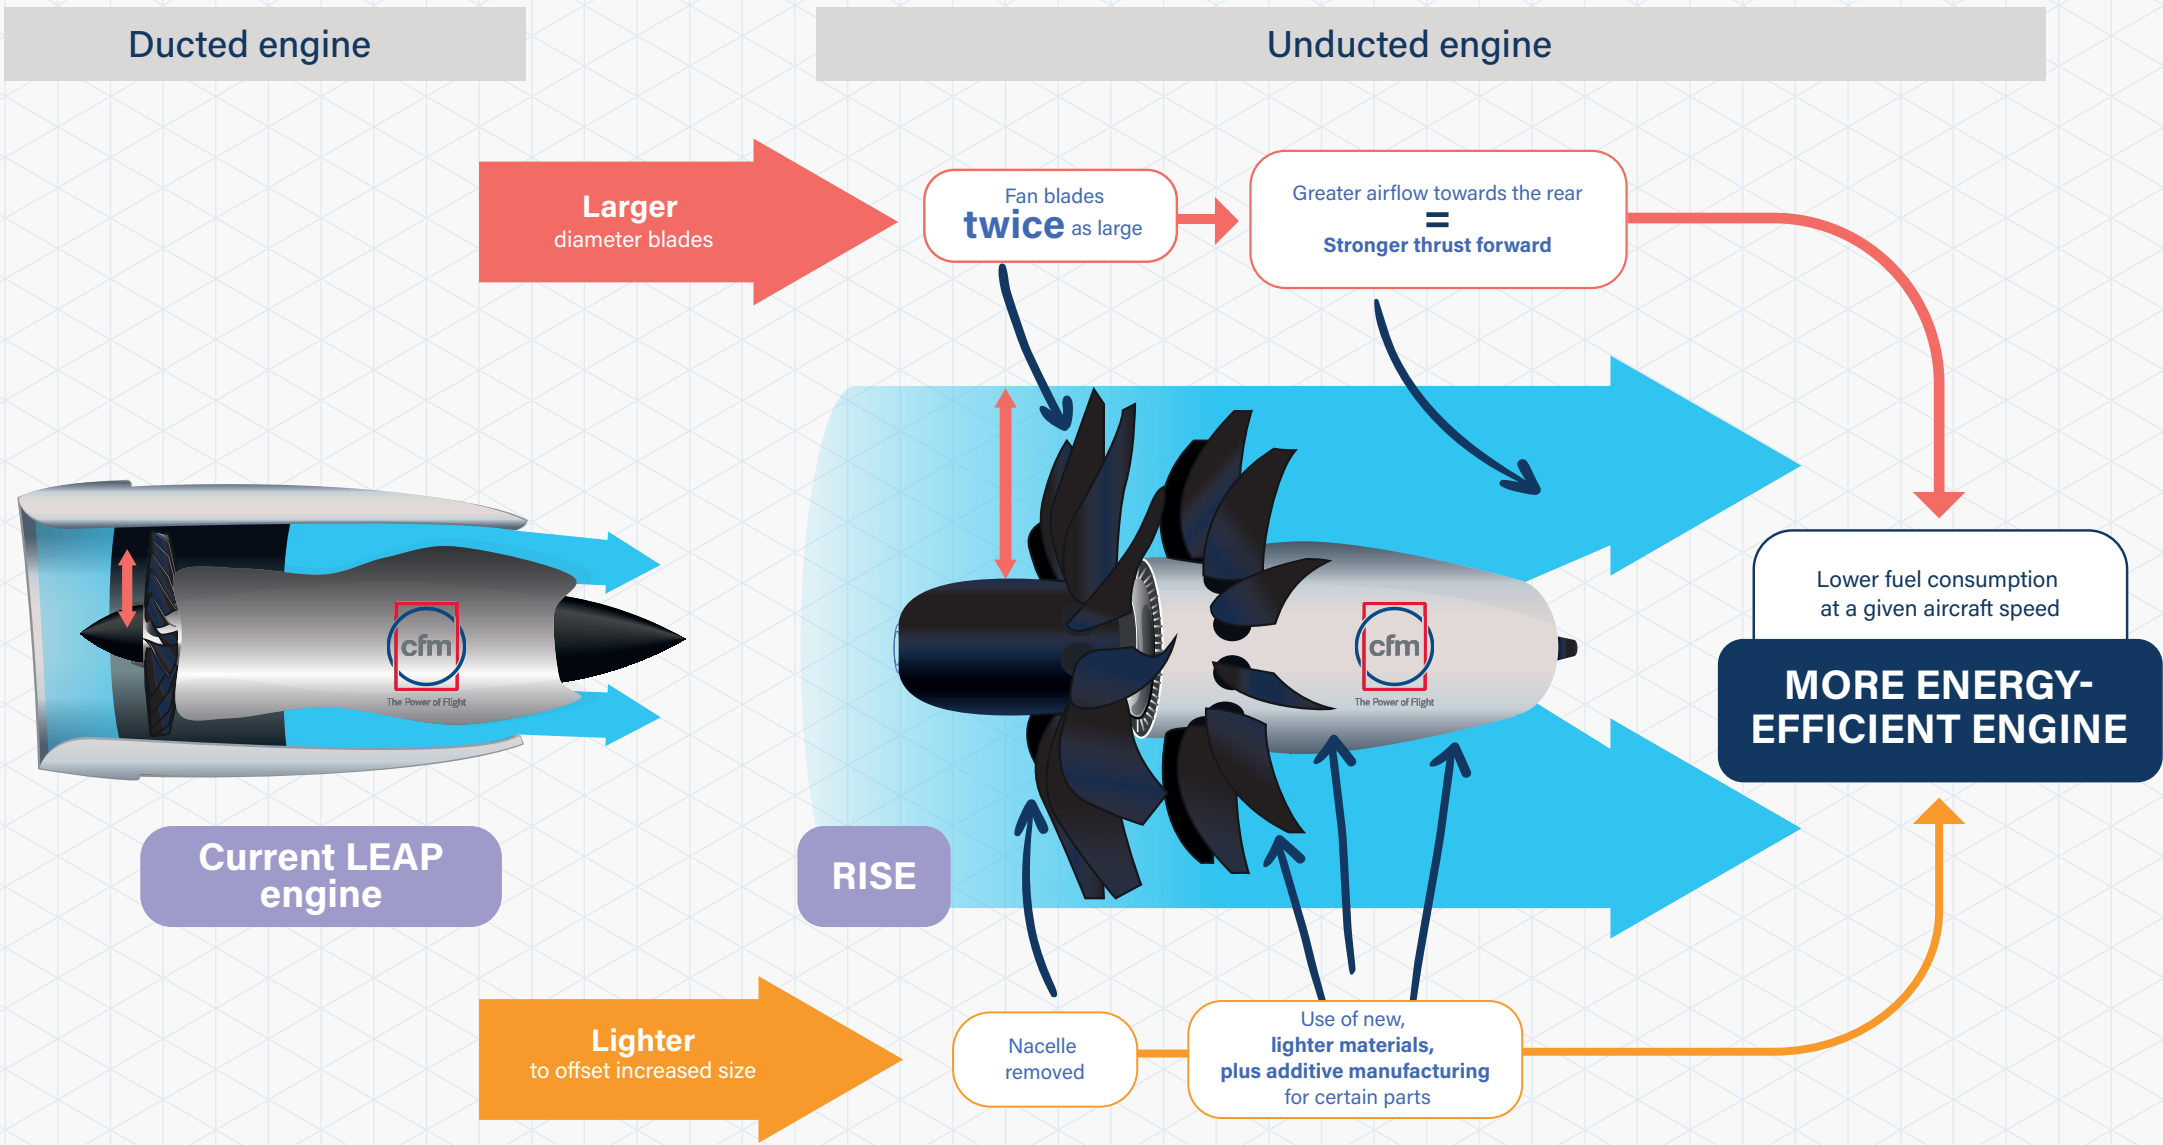 Ducted engine
Unducted engine
Larger
diameter blades
Fan blades
twice as large
Greater airflow towards the rear
=
Stronger thrust forward
cfm
The Power of Flight
cfm
The Power of Flight
Lower fuel consumption
at a given aircraft speed
MORE ENERGY-
EFFICIENT ENGINE
Current LEAP
engine
RISE
Lighter
to offset increased size
Nacelle
removed
Use of new,
lighter materials,
plus additive manufacturing
for certain parts